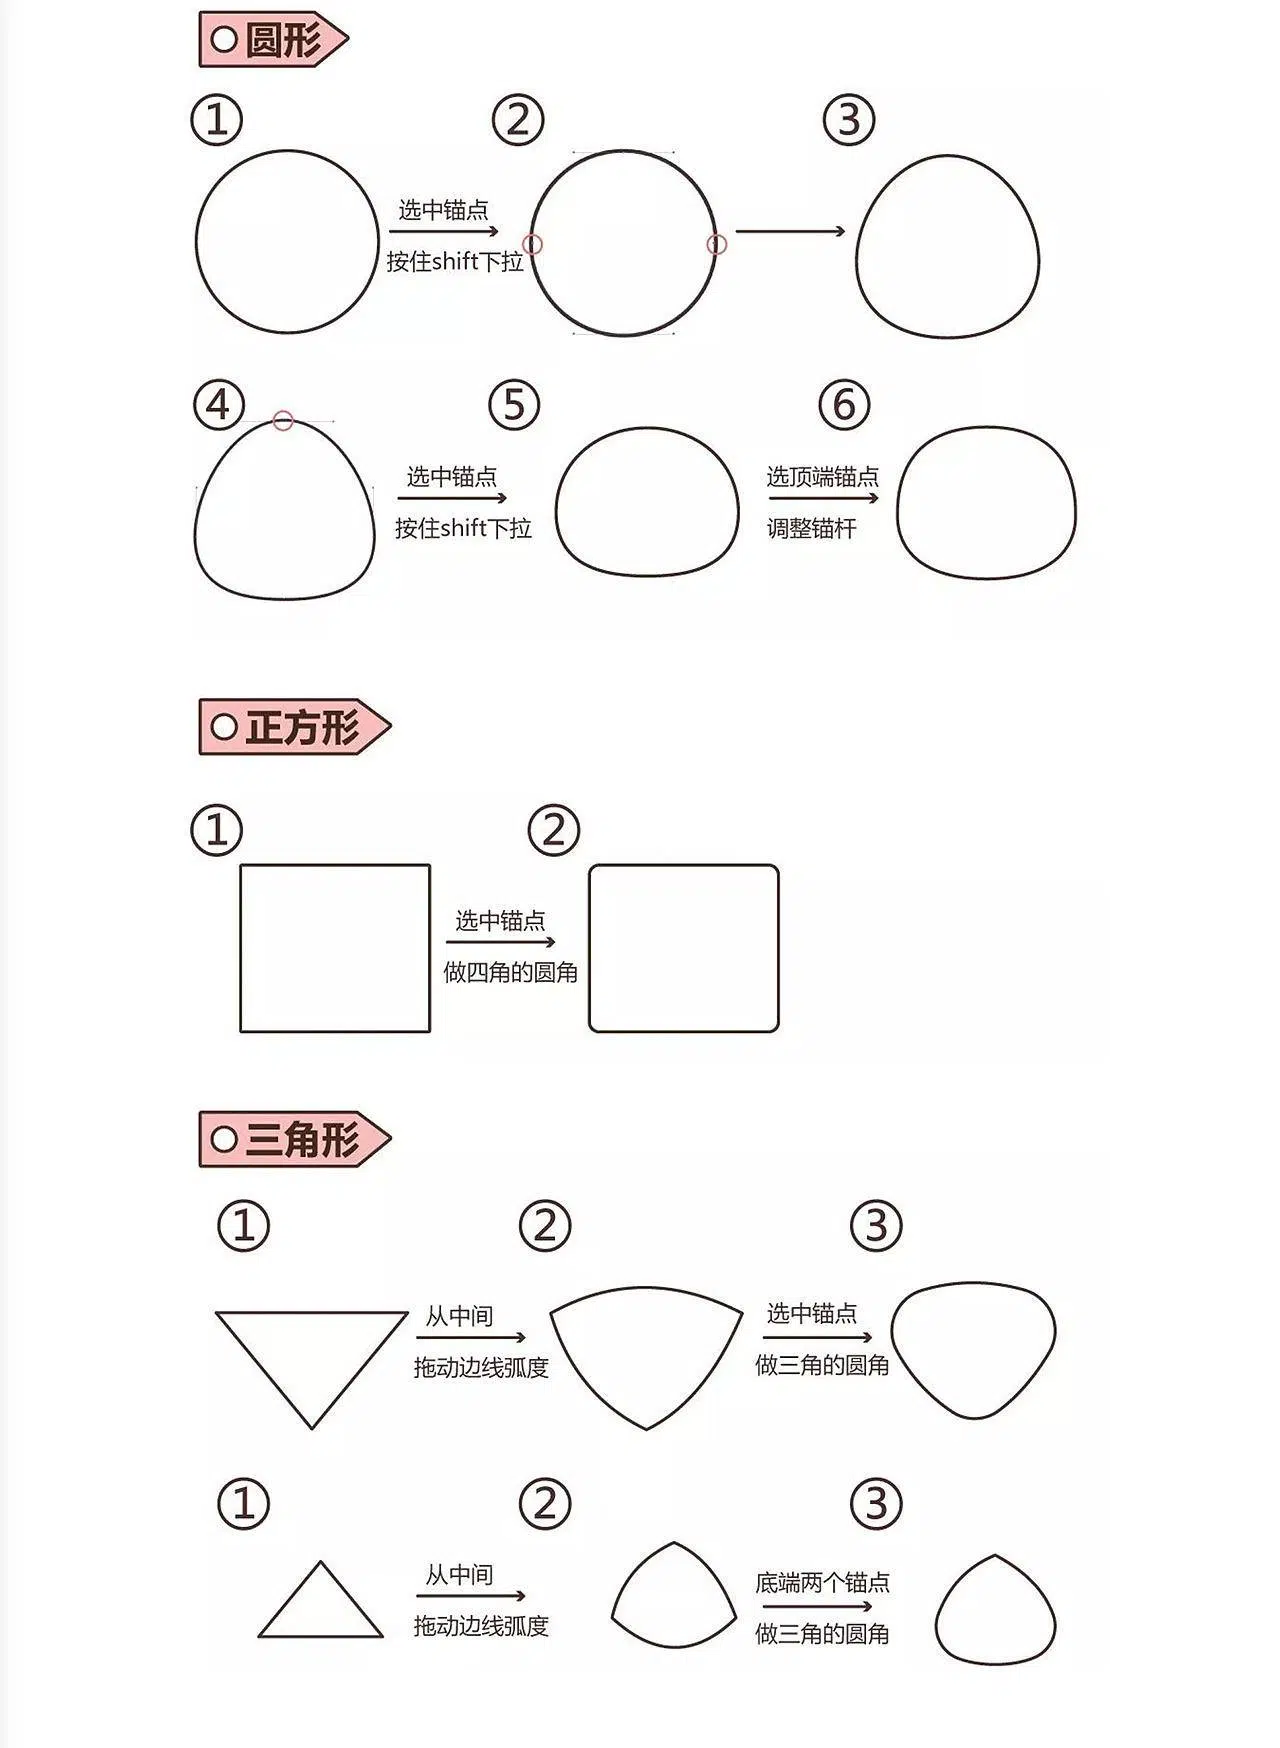 圆形
① ② ③
选中锚点
按住shift下拉
④ ⑤ ⑥
选中锚点
按住shift下拉
选顶端锚点
调整锚杆
正方形
① ②
选中锚点
做四角的圆角
三角形
① ② ③
从中间
拖动边线弧度
选中锚点
做三角的圆角
① ② ③
从中间
拖动边线弧度
底端两个锚点
做三角的圆角